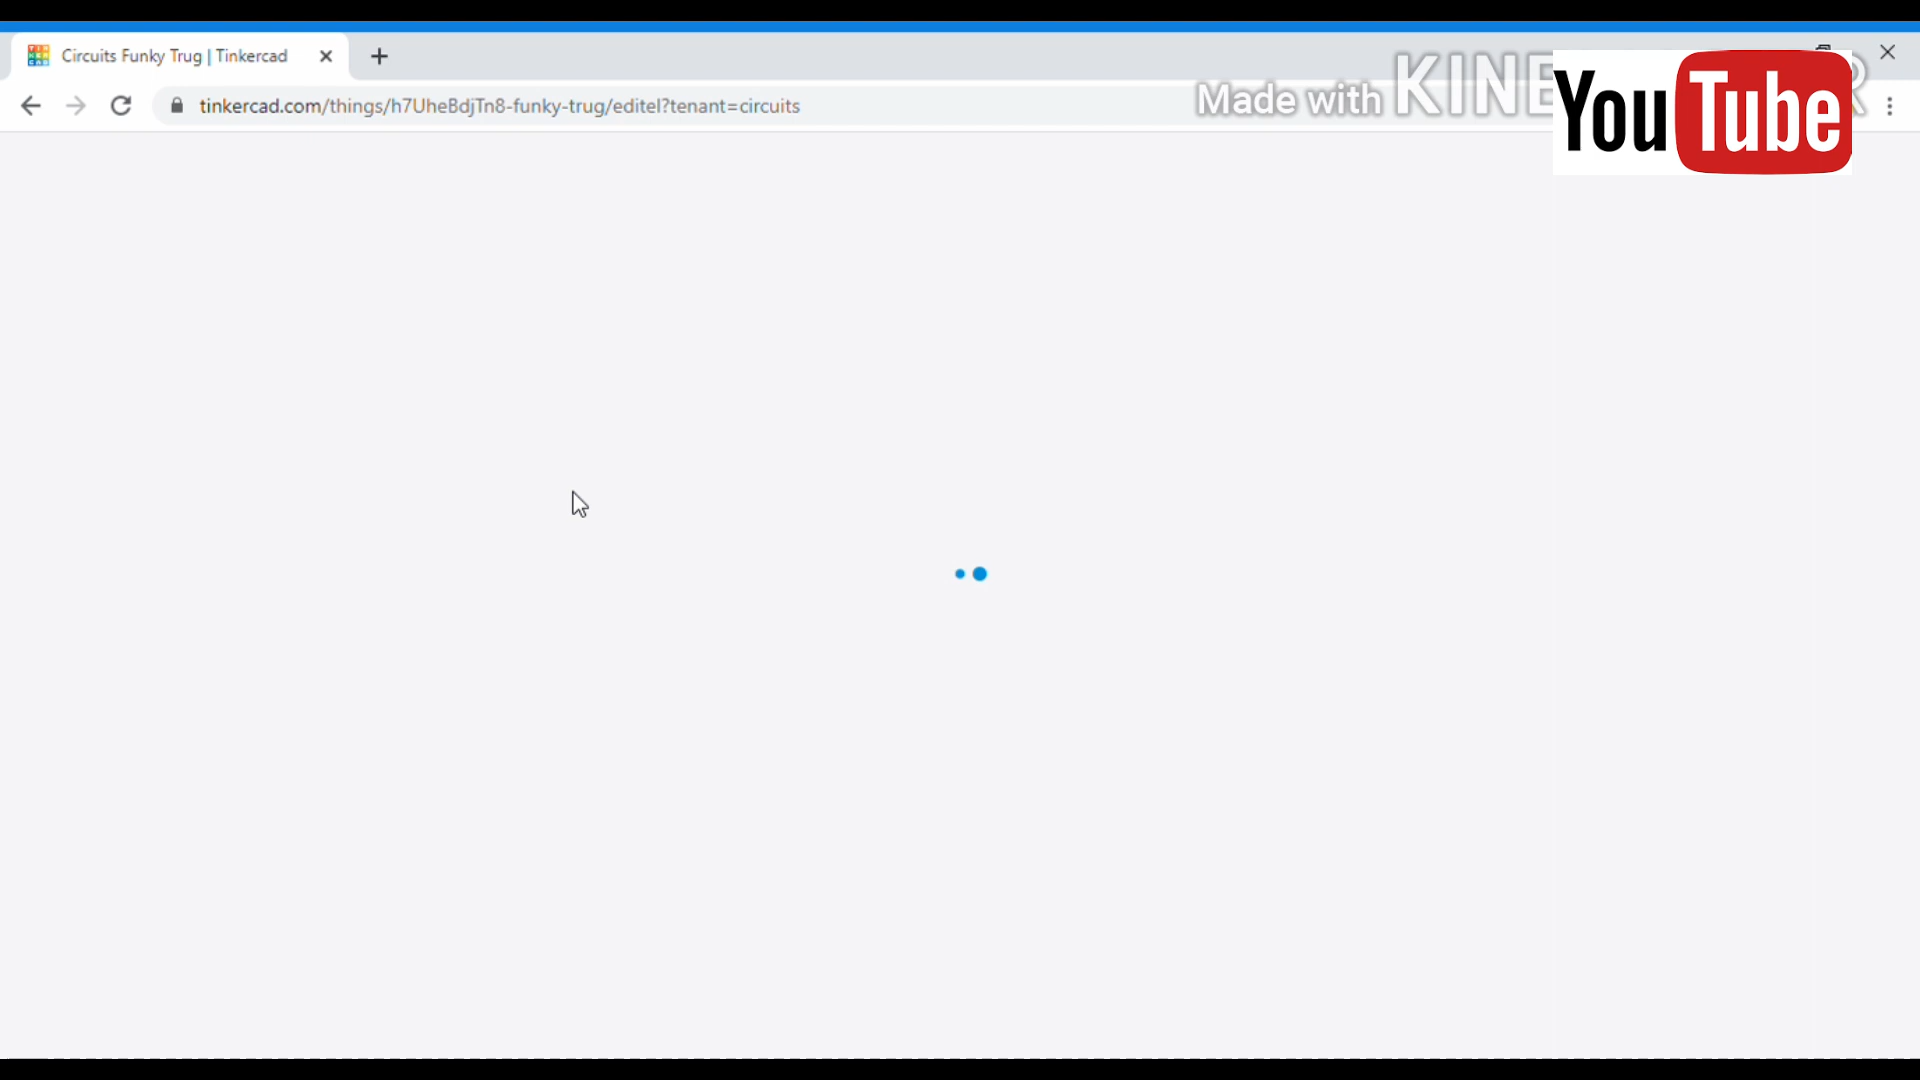 Circuits Funky Trug | Tinkercad
tinkercad.com/things/h7UheBdjTn8-funky-trug/editel?tenant=circuits
Made with
YouTube